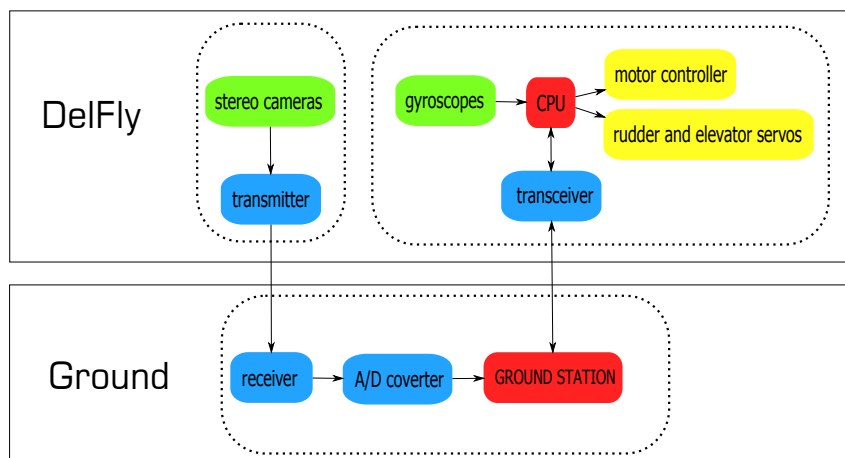 DelFly
stereo cameras
transmitter
gyroscopes
CPU
motor controller
rudder and elevator servos
transceiver
Ground
receiver
A/D coverter
GROUND STATION